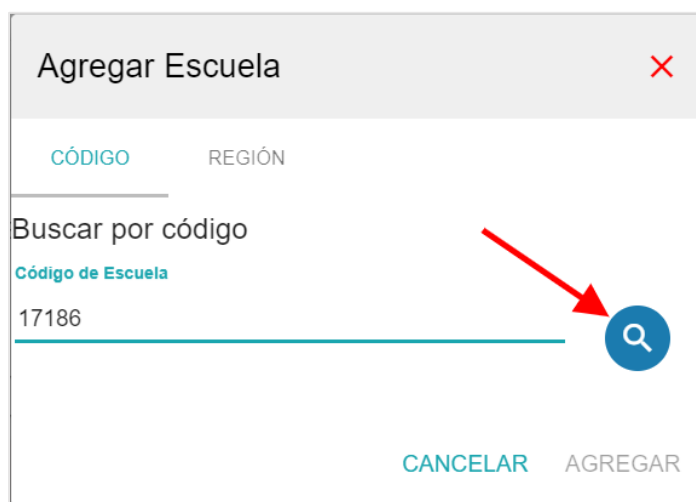 Agregar Escuela
CÓDIGO REGIÓN
Buscar por código
Código de Escuela
17186
CANCELAR AGREGAR